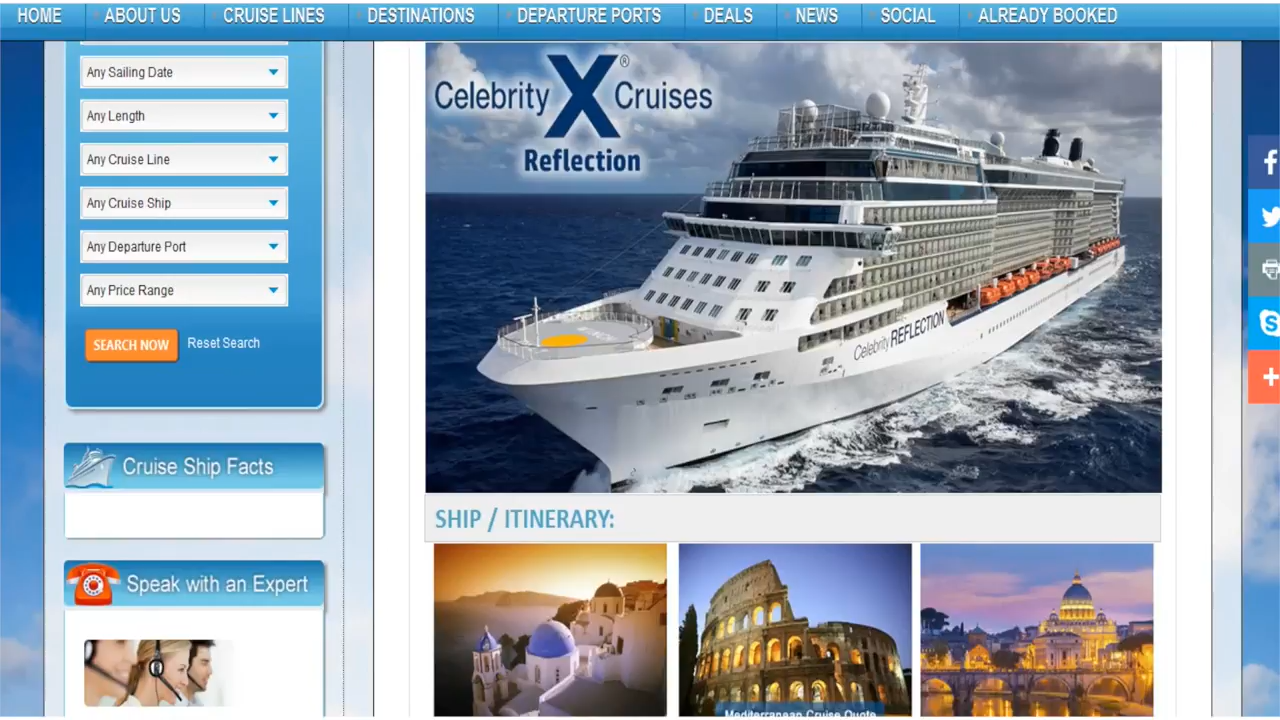 HOME
ABOUT US
CRUISE LINES
DESTINATIONS
DEPARTURE PORTS
DEALS
NEWS
SOCIAL
ALREADY BOOKED
Any Sailing Date
Any Length
Any Cruise Line
Any Cruise Ship
Any Departure Port
Any Price Range
SEARCH NOW
Reset Search
Cruise Ship Facts
Speak with an Expert
Celebrity X® Cruises
Reflection
Celebrity REFLECTION
SHIP / ITINERARY:
Mediterranean Cruise Quote